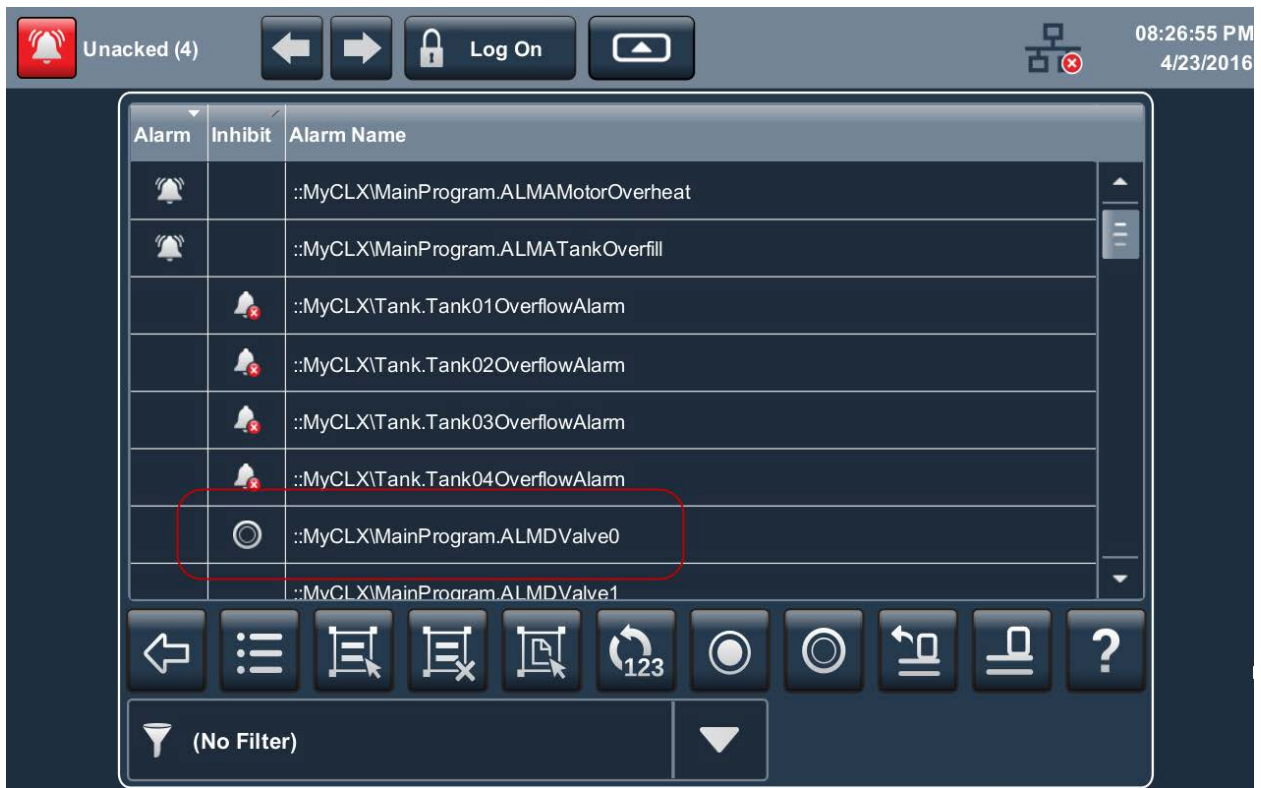 Unacked (4)
Log On
08:26:55 PM
4/23/2016
Alarm Inhibit Alarm Name
::MyCLX\MainProgram.ALMAMotorOverheat
::MyCLX\MainProgram.ALMATankOverfill
::MyCLX\Tank.Tank01OverflowAlarm
::MyCLX\Tank.Tank02OverflowAlarm
::MyCLX\Tank.Tank03OverflowAlarm
::MyCLX\Tank.Tank04OverflowAlarm
::MyCLX\MainProgram.ALMDValve0
::MyCLX\MainProgram.ALMDValve1
123
?
(No Filter)